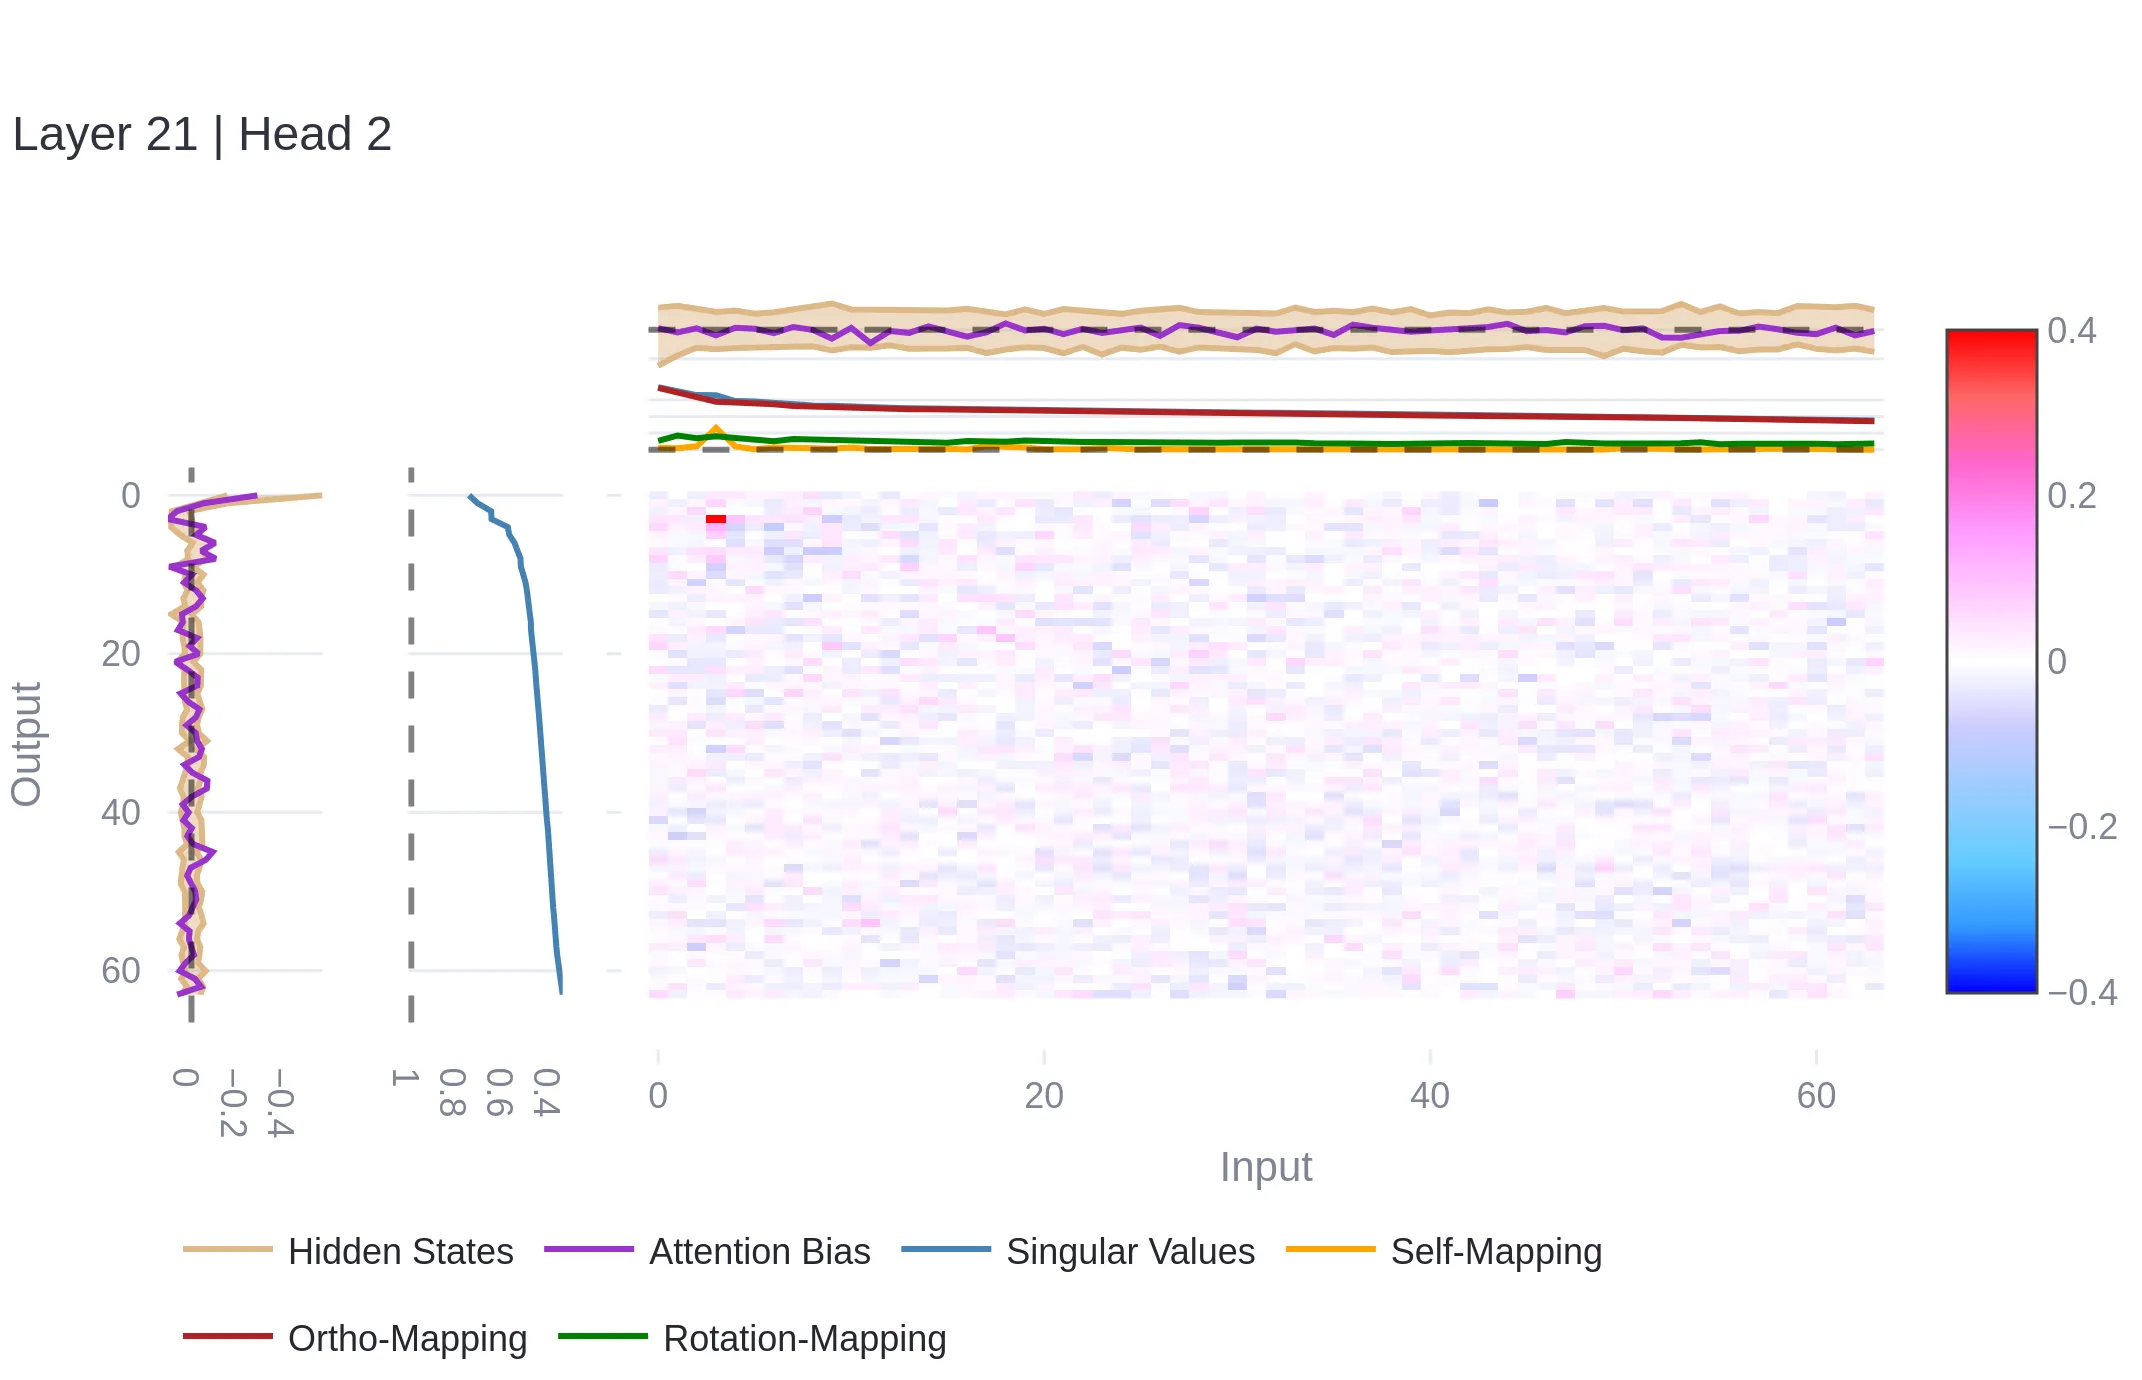 Layer 21 | Head 2
0.4
0.2
0
−0.2
−0.4
Output
0
20
40
60
0
−0.2
−0.4
1
0.8
0.6
0.4
0
20
40
60
Input
Hidden States
Attention Bias
Singular Values
Self-Mapping
Ortho-Mapping
Rotation-Mapping